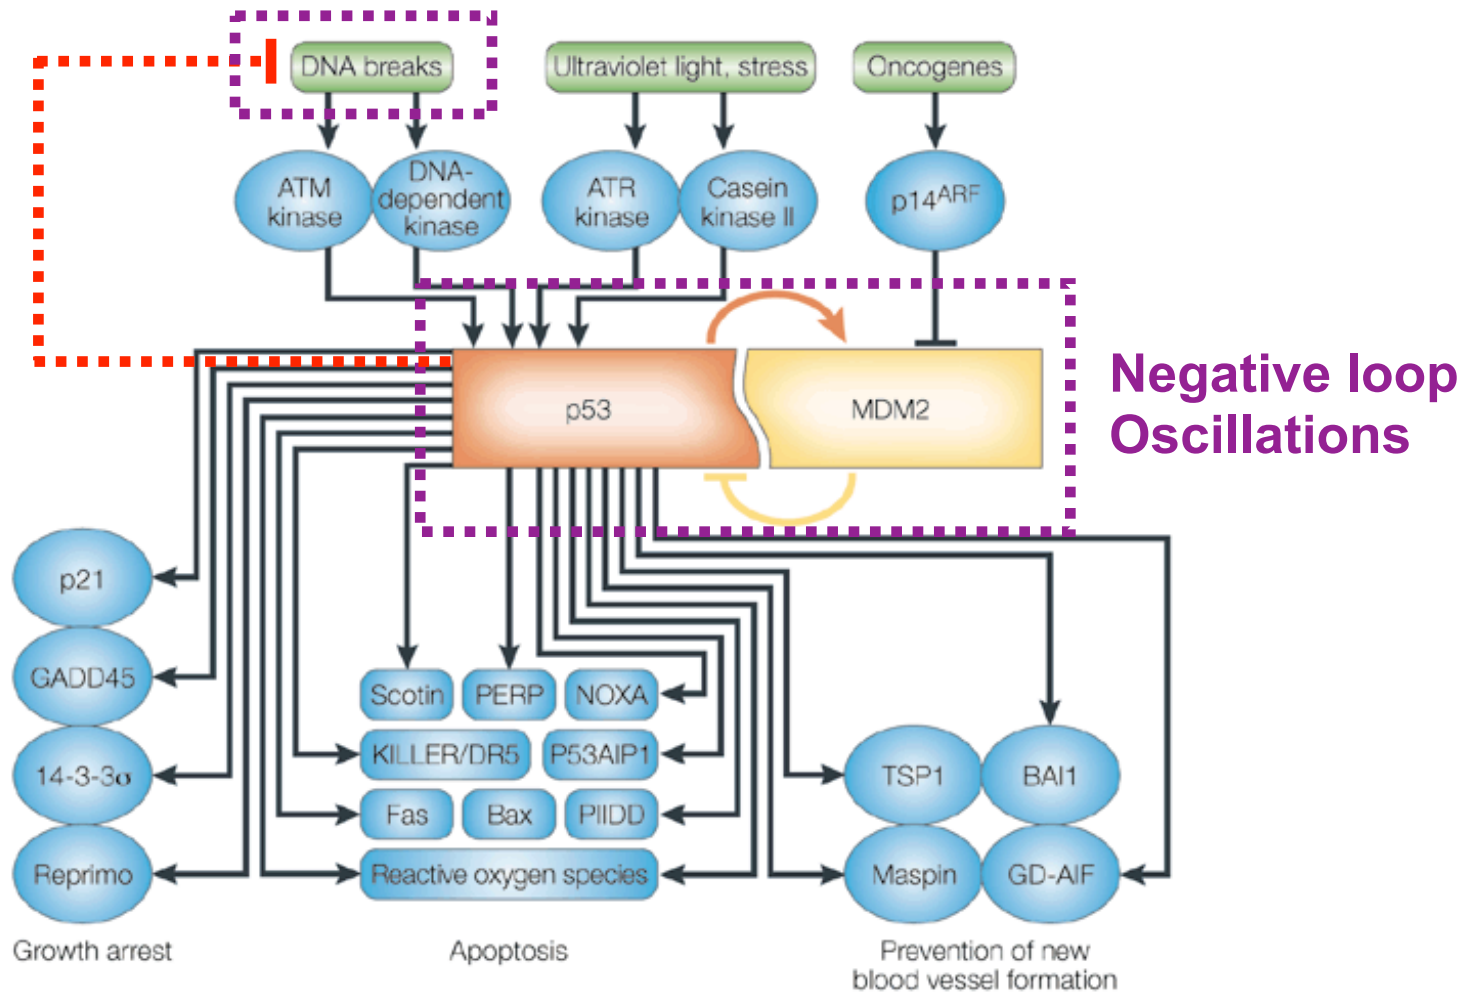 DNA breaks
Ultraviolet light, stress
Oncogenes
ATM
kinase
DNA-
dependent
kinase
ATR
kinase
Casein
kinase II
p14ARF
p53
MDM2
Negative loop
Oscillations
p21
GADD45
14-3-3σ
Reprimo
Growth arrest
Scotin
PERP
NOXA
KILLER/DR5
P53AIP1
Fas
Bax
PIIDD
Reactive oxygen species
Apoptosis
TSP1
BAI1
Maspin
GD-AIF
Prevention of new
blood vessel formation